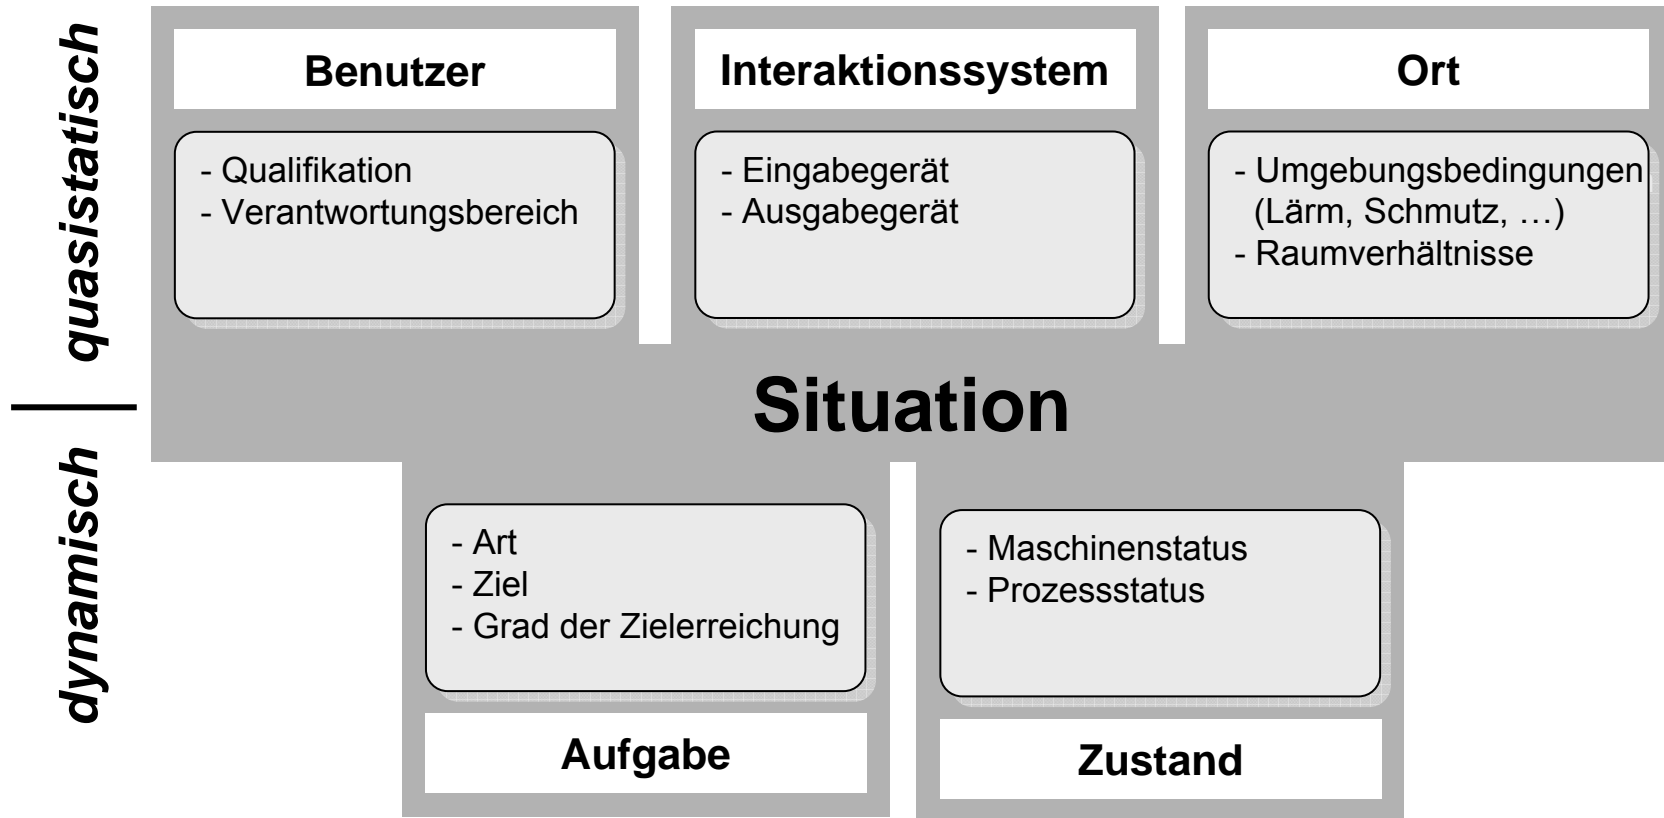 quasistatisch
Benutzer
- Qualifikation
- Verantwortungsbereich
Interaktionssystem
- Eingabegerät
- Ausgabegerät
Ort
- Umgebungsbedingungen
(Lärm, Schmutz, …)
- Raumverhältnisse
Situation
dynamisch
- Art
- Ziel
- Grad der Zielerreichung
Aufgabe
- Maschinenstatus
- Prozessstatus
Zustand